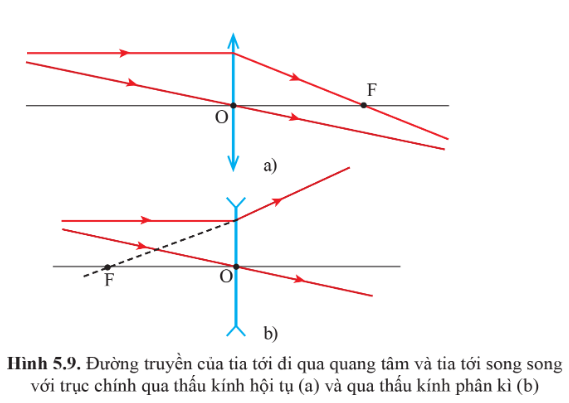 F
O
a)
F
O
b)
Hình 5.9. Đường truyền của tia tới đi qua quang tâm và tia tới song song
với trục chính qua thấu kính hội tụ (a) và qua thấu kính phân kì (b)